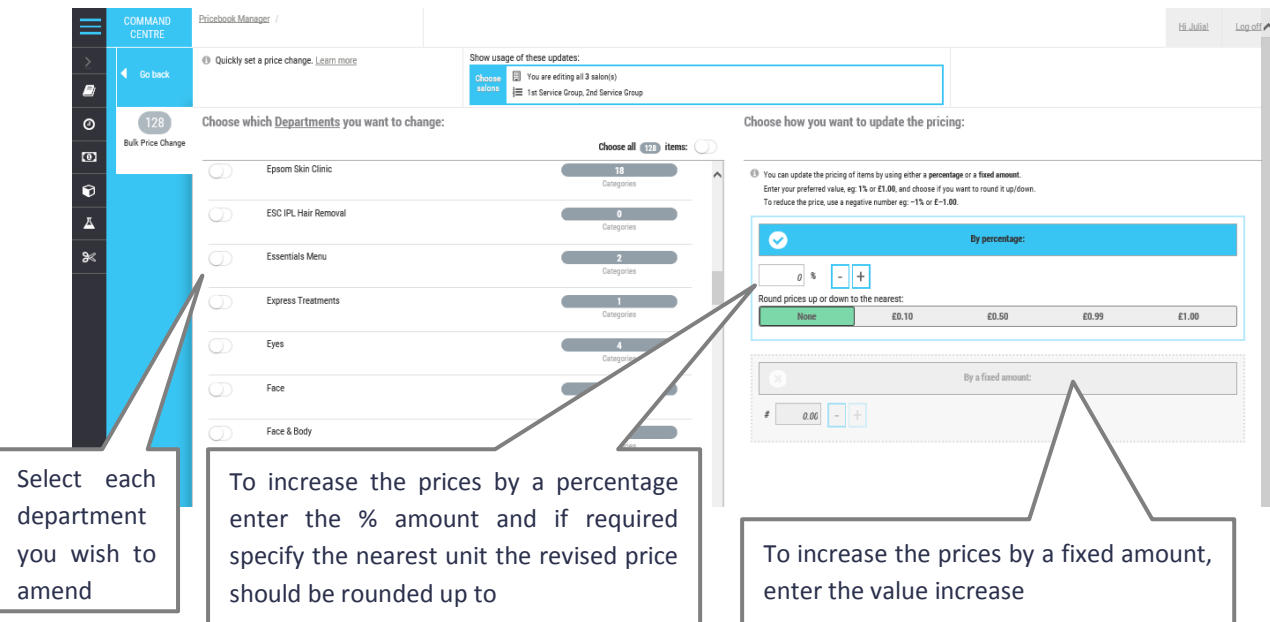 COMMAND
CENTRE
Pricebook Manager /
Hi Julia!
Log off
Go back
Quickly set a price change. Learn more
Show usage of these updates:
Choose
salons
You are editing all 3 salon(s)
1st Service Group, 2nd Service Group
128
Bulk Price Change
Choose which Departments you want to change:
Choose all 128 items:
Epsom Skin Clinic
18
Categories
ESC IPL Hair Removal
0
Categories
Essentials Menu
2
Categories
Express Treatments
1
Categories
Eyes
4
Categories
Face
Face & Body
Choose how you want to update the pricing:
You can update the pricing of items by using either a percentage or a fixed amount.
Enter your preferred value, eg: 1% or £1.00, and choose if you want to round it up/down.
To reduce the price, use a negative number eg: −1% or £−1.00.
By percentage:
0 % - +
Round prices up or down to the nearest:
None £0.10 £0.50 £0.99 £1.00
By a fixed amount:
# 0.00 - +
Select each
department
you wish to
amend
To increase the prices by a percentage
enter the % amount and if required
specify the nearest unit the revised price
should be rounded up to
To increase the prices by a fixed amount,
enter the value increase